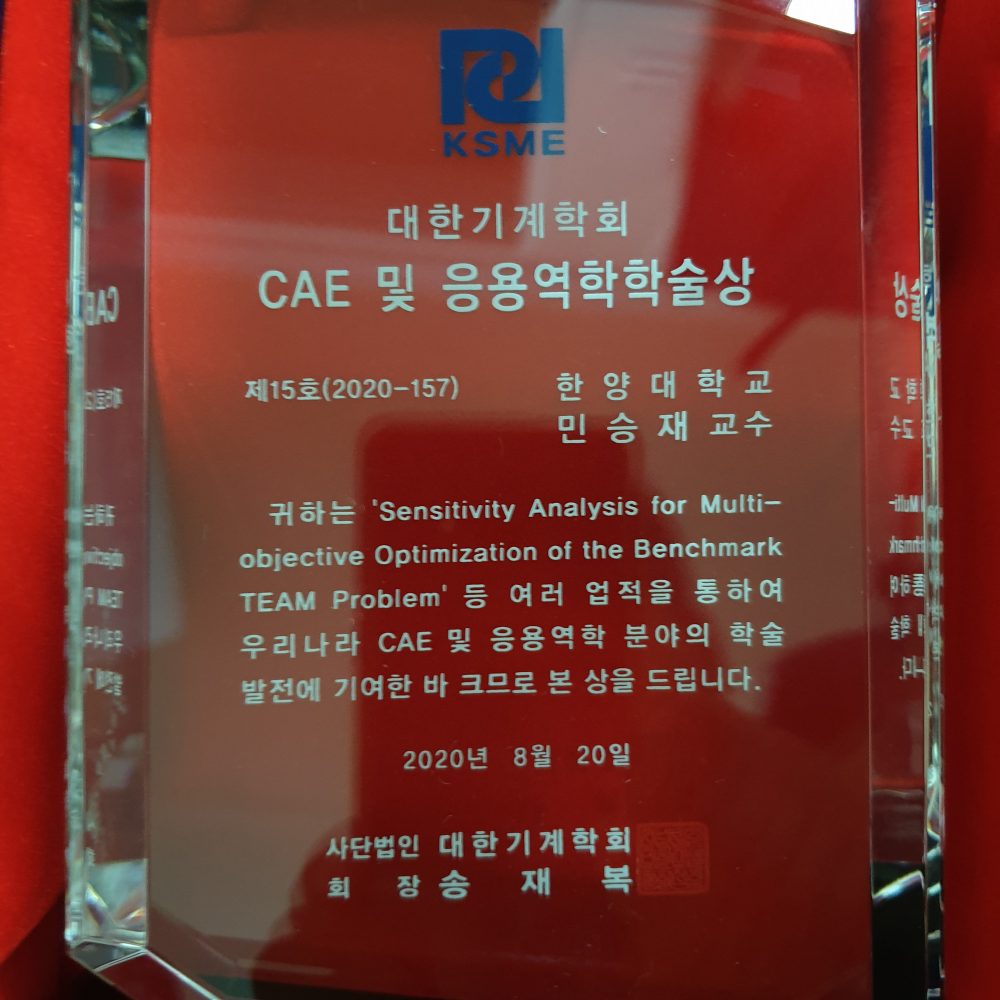 KSME
대한기계학회
CAE 및 응용역학학술상
제15호(2020-157)
한양대학교
민승재 교수
귀하는 'Sensitivity Analysis for Multi-
objective Optimization of the Benchmark
TEAM Problem' 등 여러 업적을 통하여
우리나라 CAE 및 응용역학 분야의 학술
발전에 기여한 바 크므로 본 상을 드립니다.
2020년 8월 20일
사단법인 대한기계학회
회 장 송 재 복